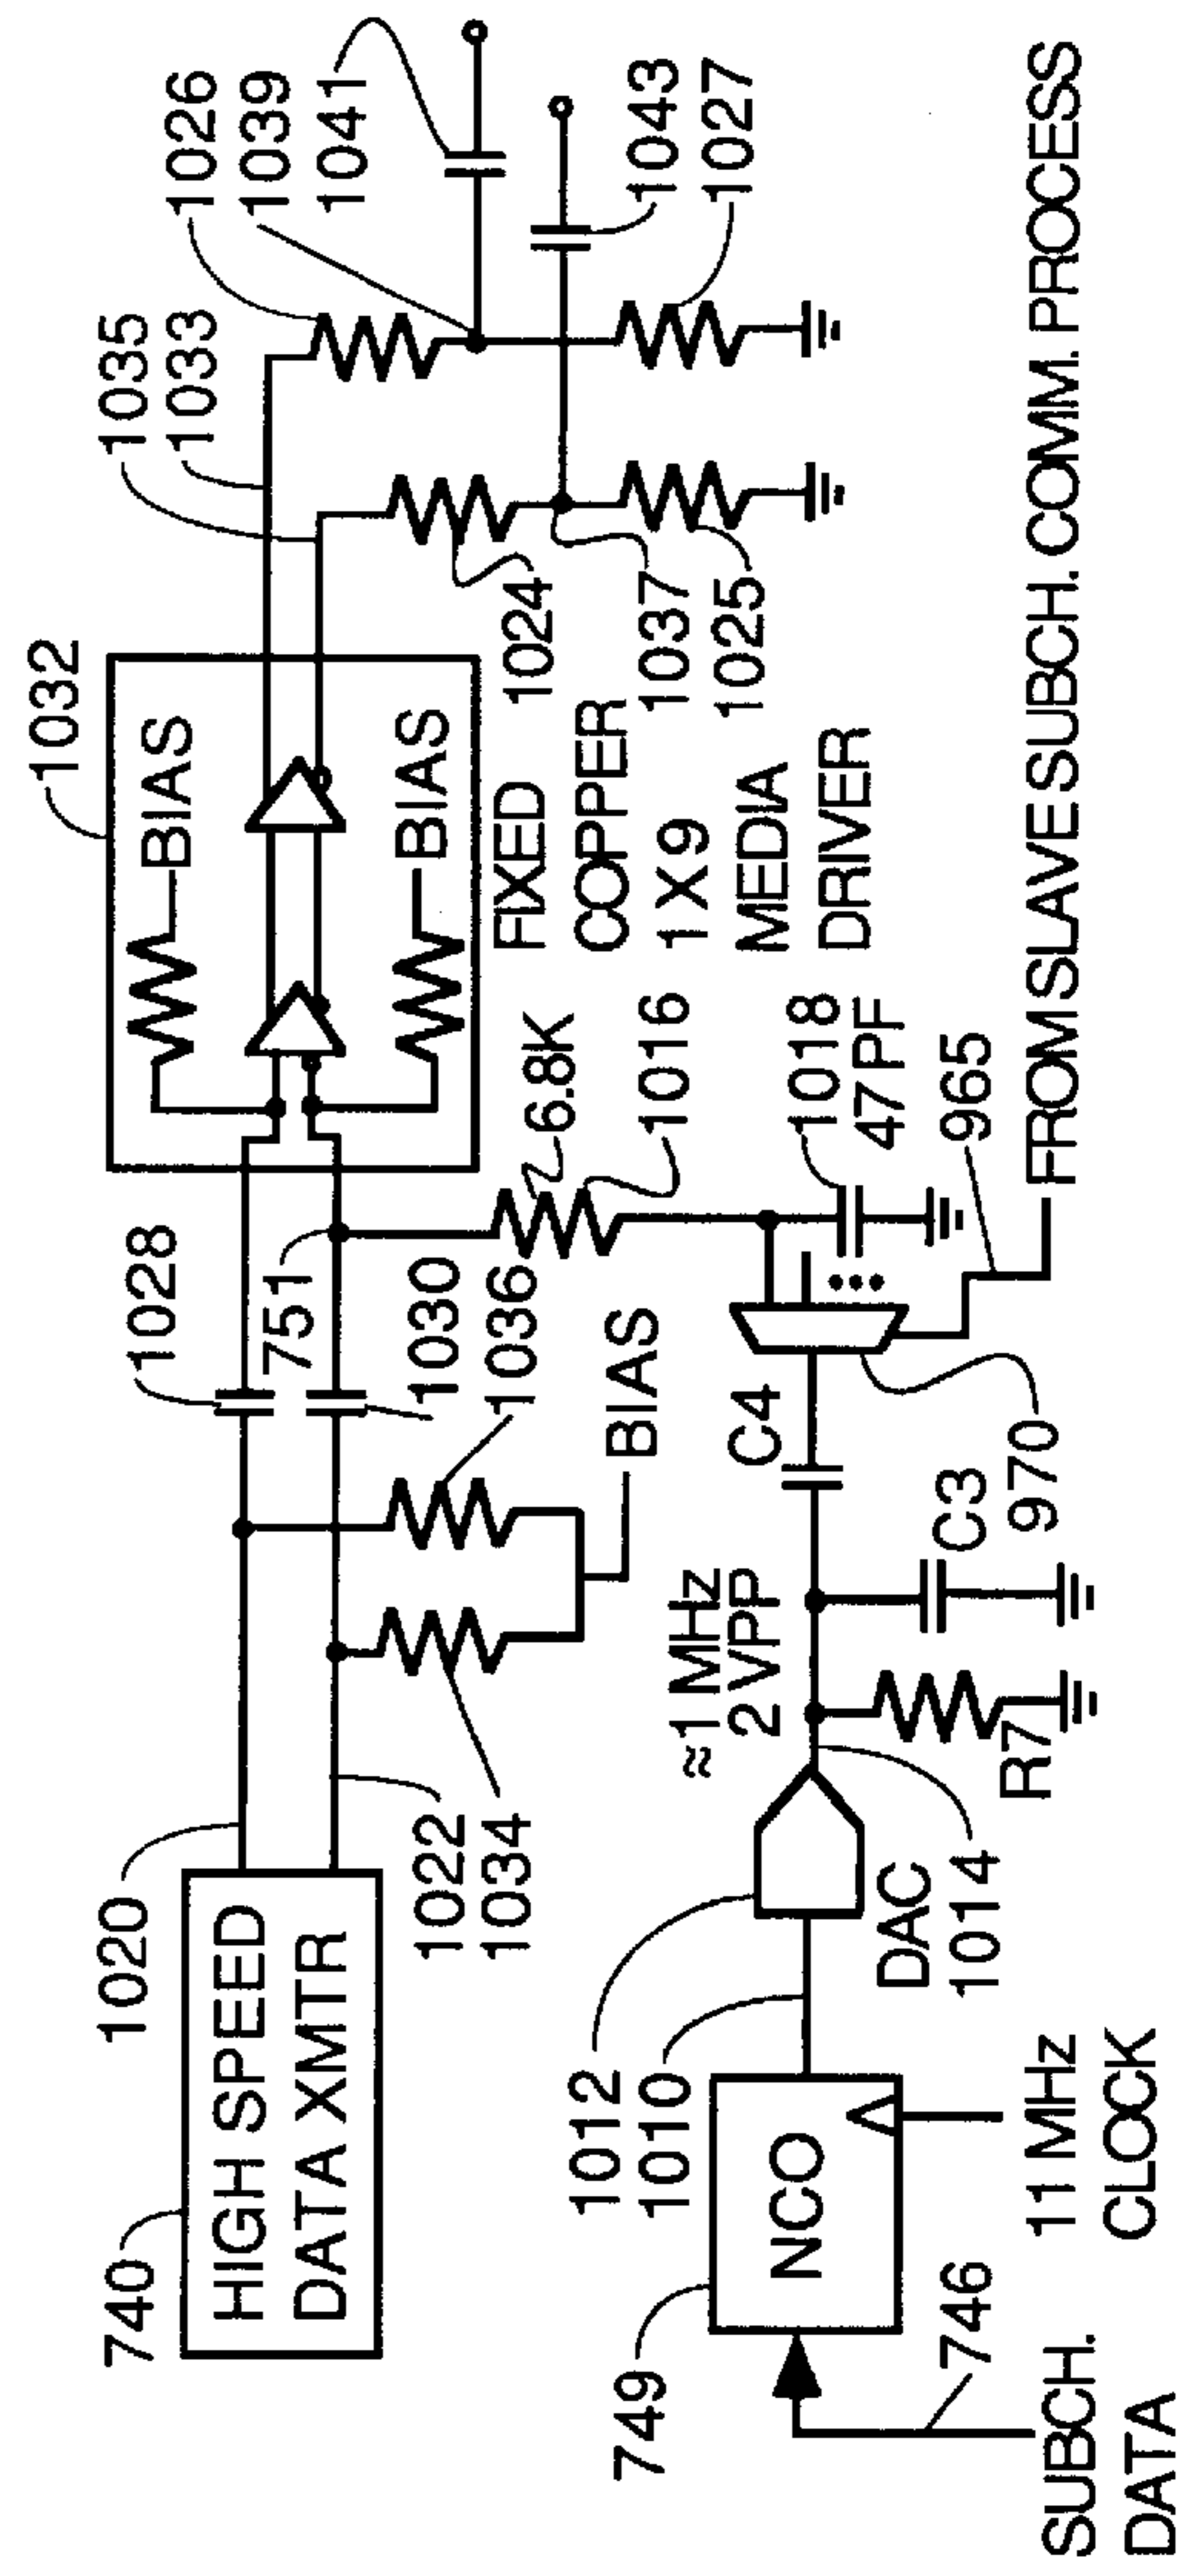 740
HIGH SPEED
DATA XMTR
1020
1022
1034
1028
751
1030
1036
BIAS
1032
BIAS
BIAS
FIXED
COPPER
1 X 9
MEDIA
DRIVER
1035
1033
1026
1039
1041
1024
1037
1025
1043
1027
6.8K
1016
1018
47 PF
965
FROM SLAVE SUBCH. COMM. PROCESS
749
NCO
1012
1010
DAC
1014
≈1 MHz
2 VPP
R7
C3
C4
970
746
SUBCH.
DATA
11 MHz
CLOCK